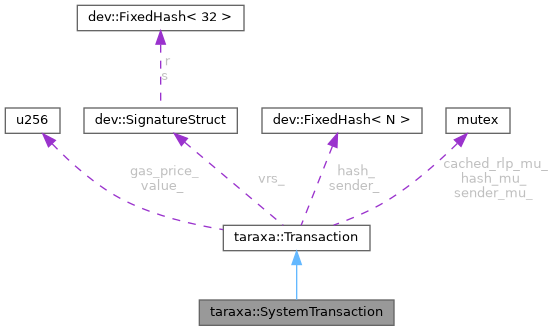 dev::FixedHash< 32 >
r
s
u256
dev::SignatureStruct
dev::FixedHash< N >
mutex
gas_price_
value_
vrs_
hash_
sender_
cached_rlp_mu_
hash_mu_
sender_mu_
taraxa::Transaction
taraxa::SystemTransaction